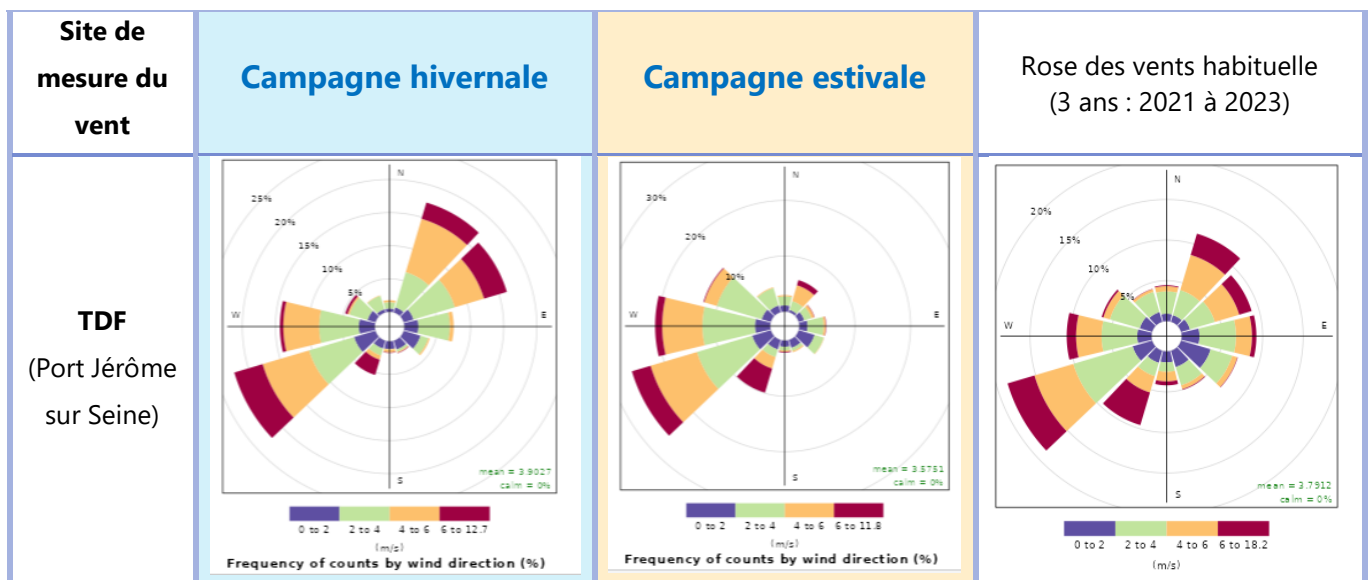 Site de
mesure du
vent
Campagne hivernale
Campagne estivale
Rose des vents habituelle
(3 ans : 2021 à 2023)
TDF
(Port Jérôme
sur Seine)
N
25%
20%
15%
10%
5%
W
E
S
mean = 3.9027
calm = 0%
0 to 2 2 to 4 4 to 6 6 to 12.7
(m/s)
Frequency of counts by wind direction (%)
N
30%
20%
10%
W
E
S
mean = 3.5751
calm = 0%
0 to 2 2 to 4 4 to 6 6 to 11.8
(m/s)
Frequency of counts by wind direction (%)
N
20%
15%
10%
5%
W
E
S
mean = 3.7912
calm = 0%
0 to 2 2 to 4 4 to 6 6 to 18.2
(m/s)